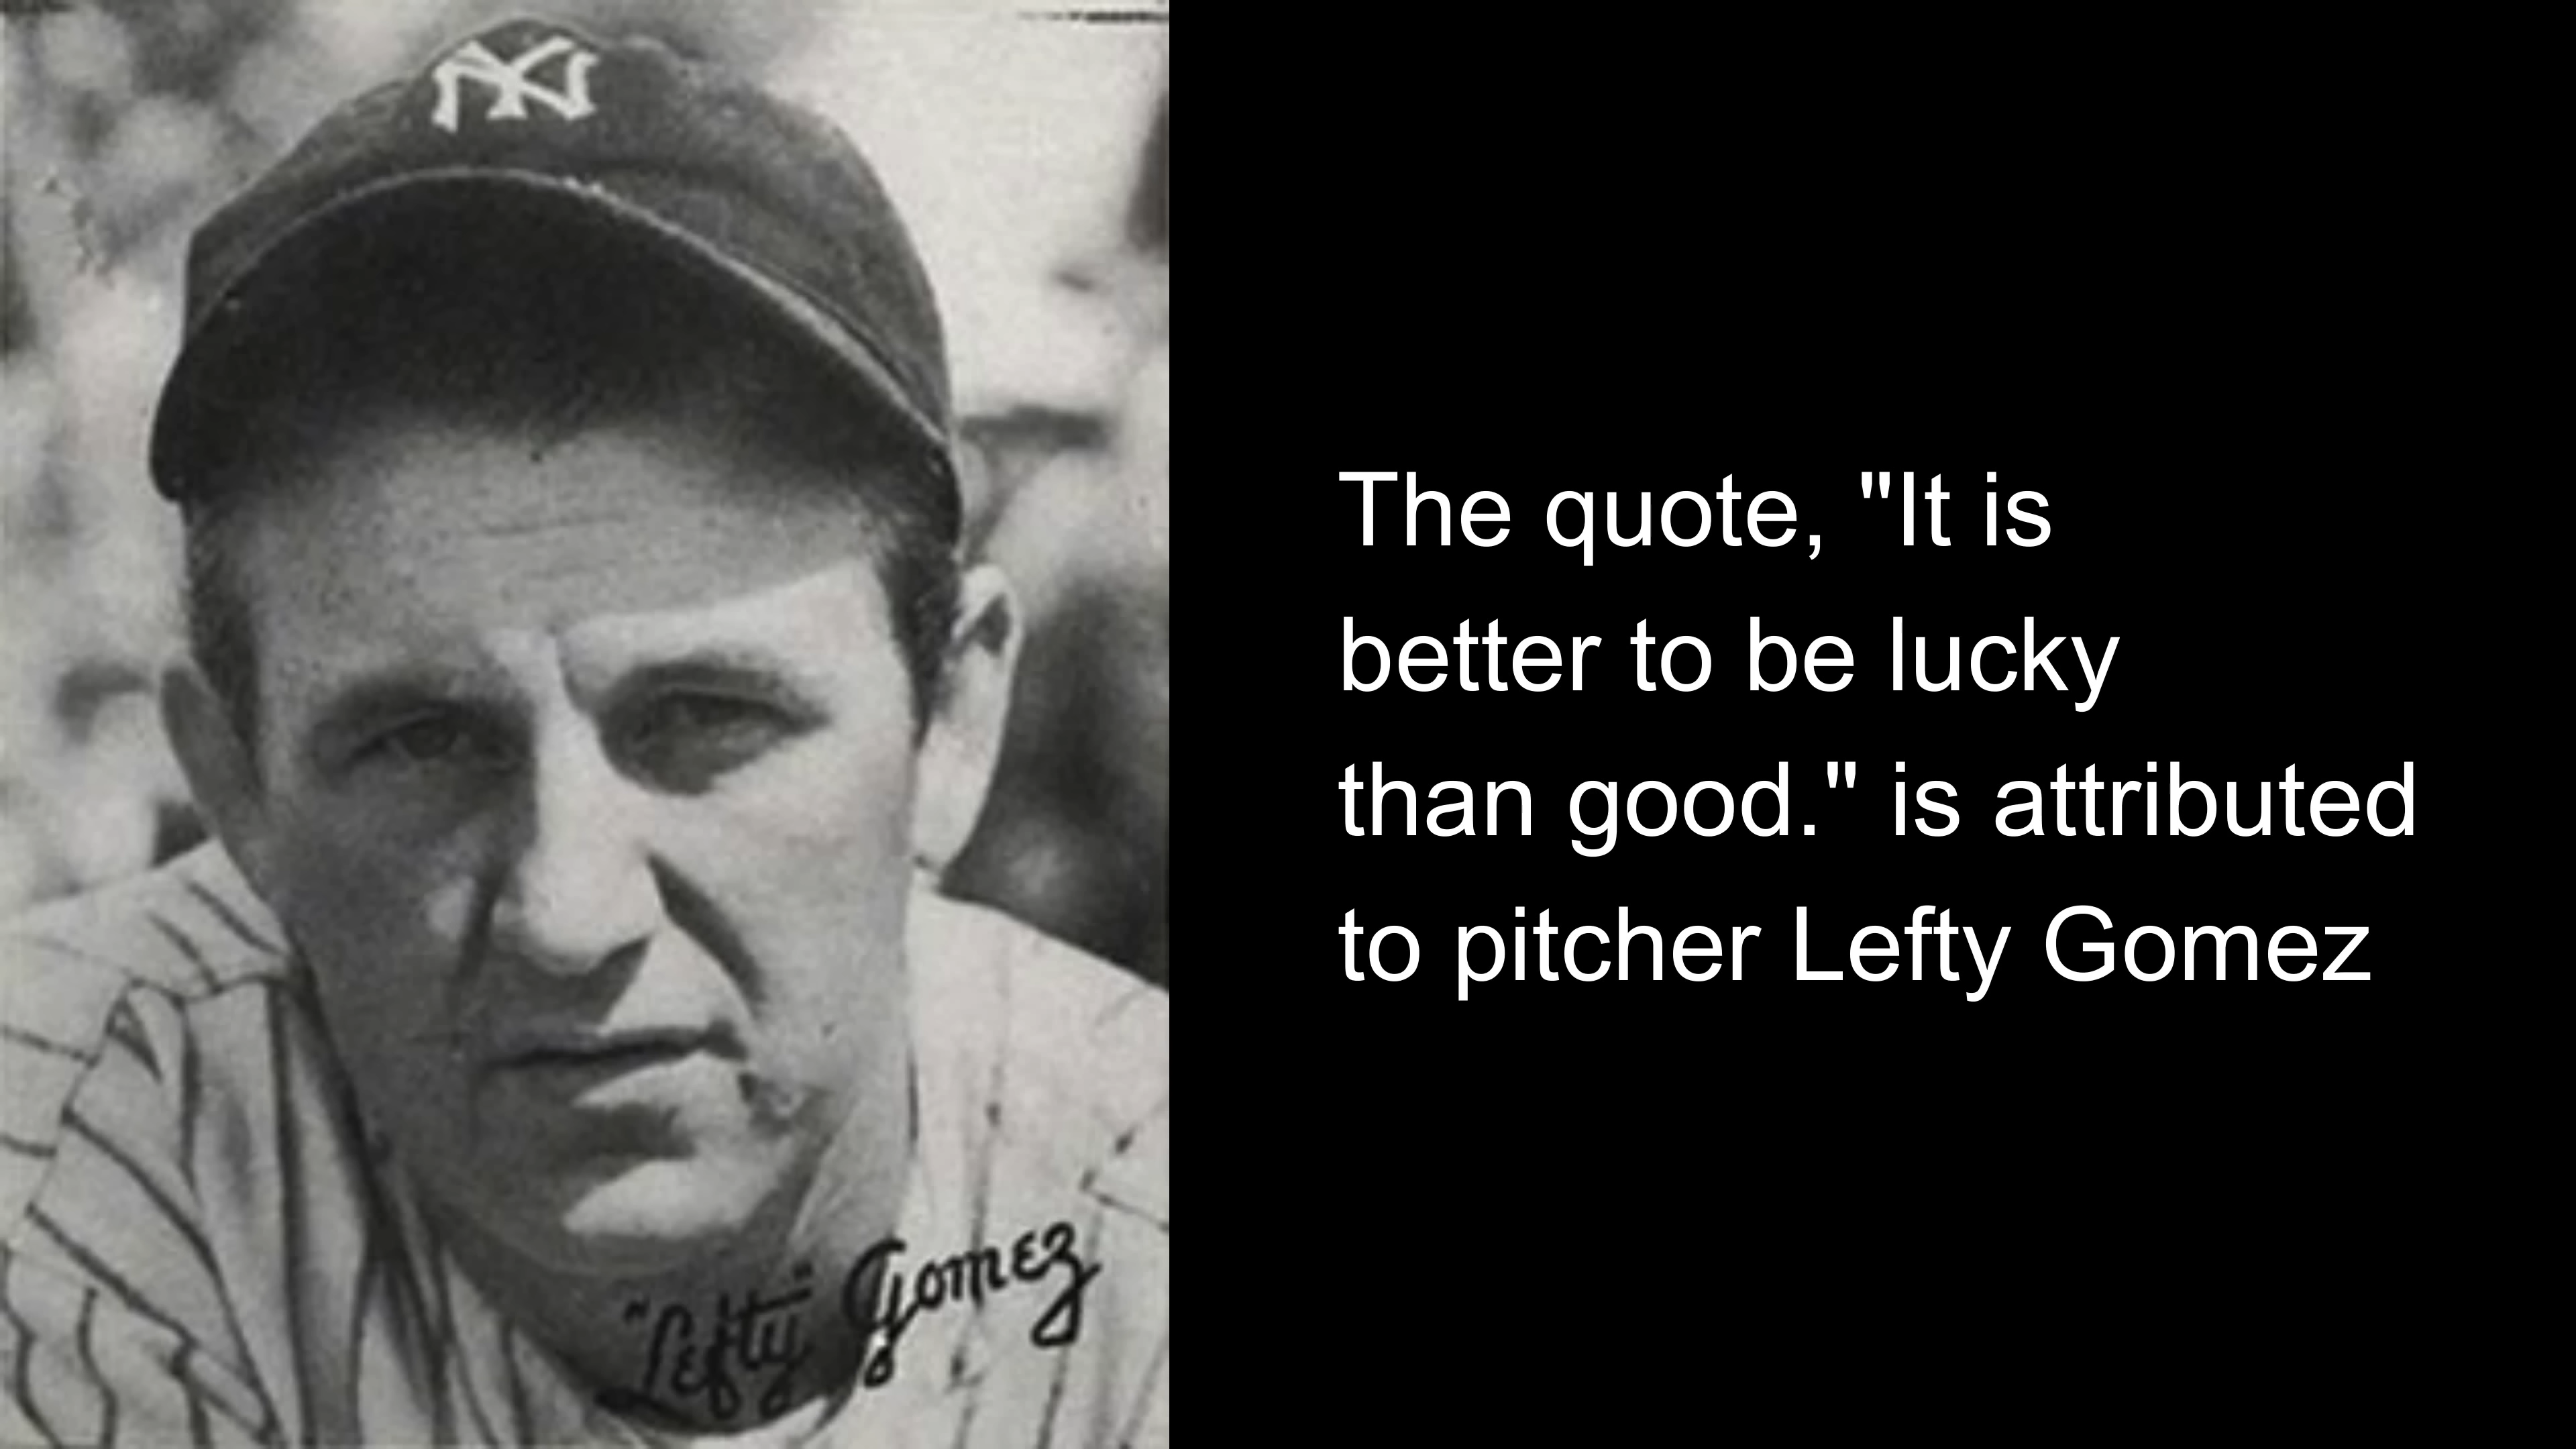 NY
"Lefty" Gomez
The quote, "It is
better to be lucky
than good." is attributed
to pitcher Lefty Gomez